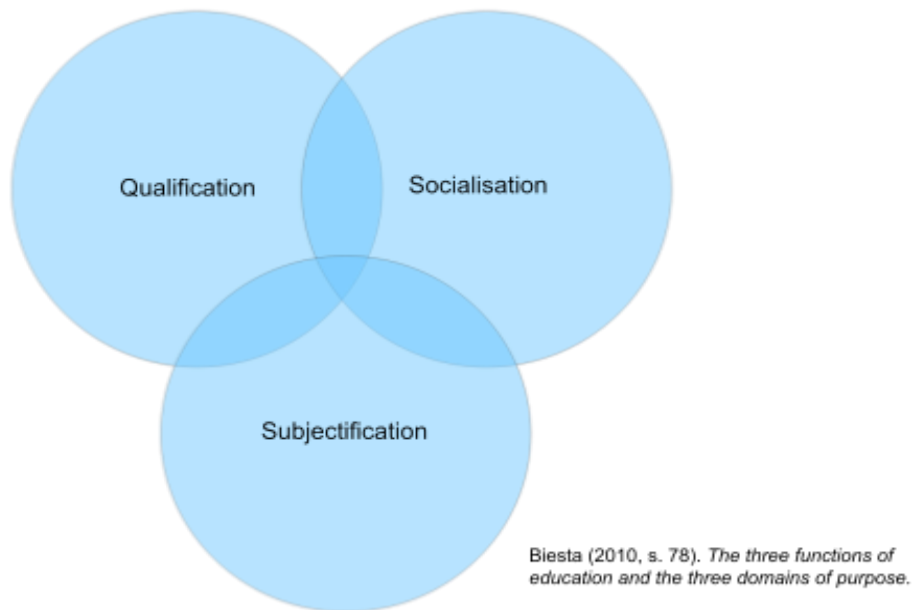 Qualification
Socialisation
Subjectification
Biesta (2010, s. 78). The three functions of
education and the three domains of purpose.